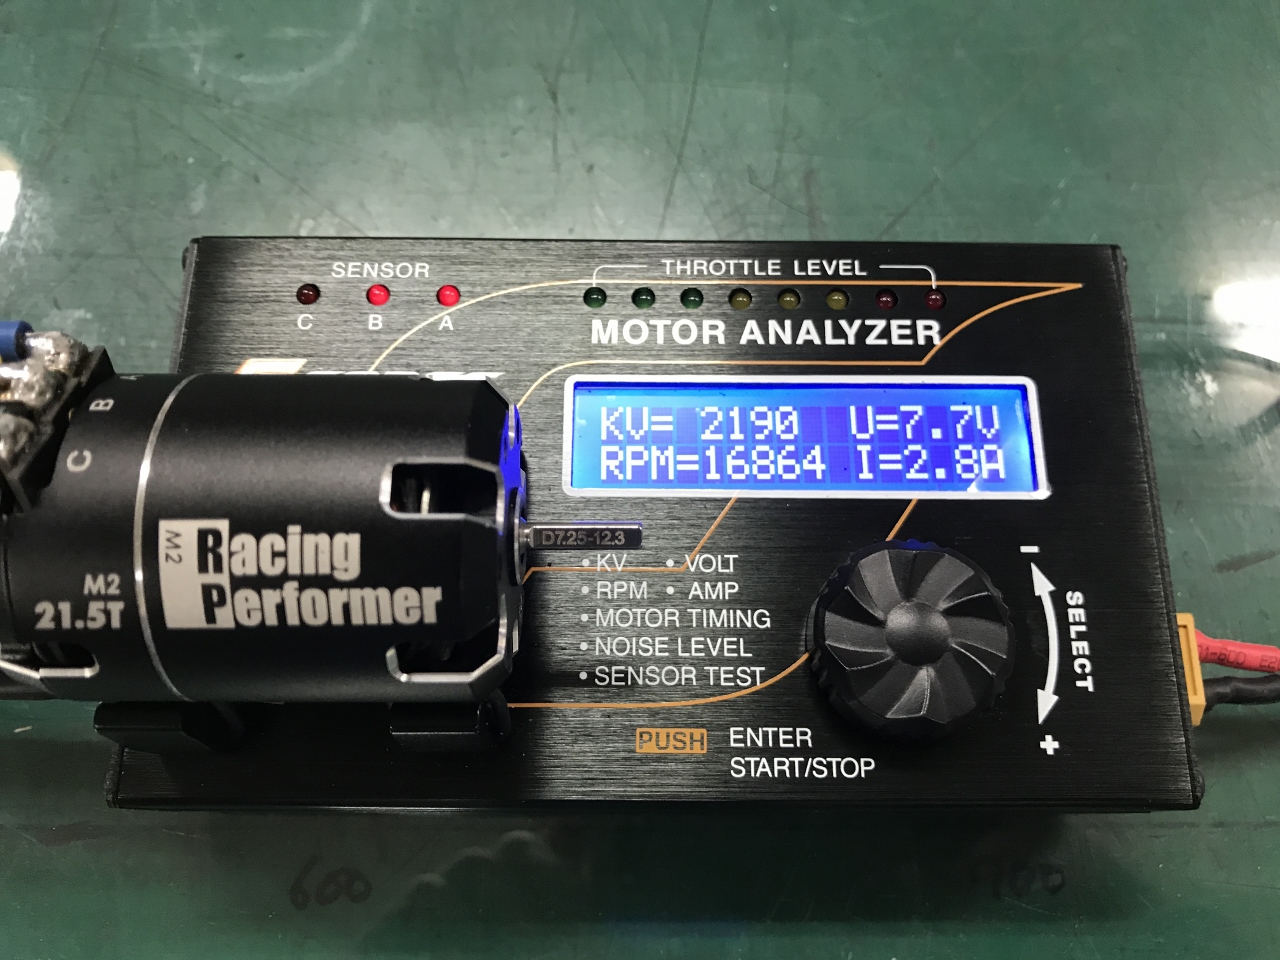 SENSOR
C B A
THROTTLE LEVEL
MOTOR ANALYZER
KV= 2190 U=7.7V
RPM=16864 I=2.8A
B
C
M2
Racing
Performer
M2
21.5T
D7.25-12.3
• KV • VOLT
• RPM • AMP
• MOTOR TIMING
• NOISE LEVEL
• SENSOR TEST
− SELECT +
PUSH ENTER
START/STOP
600